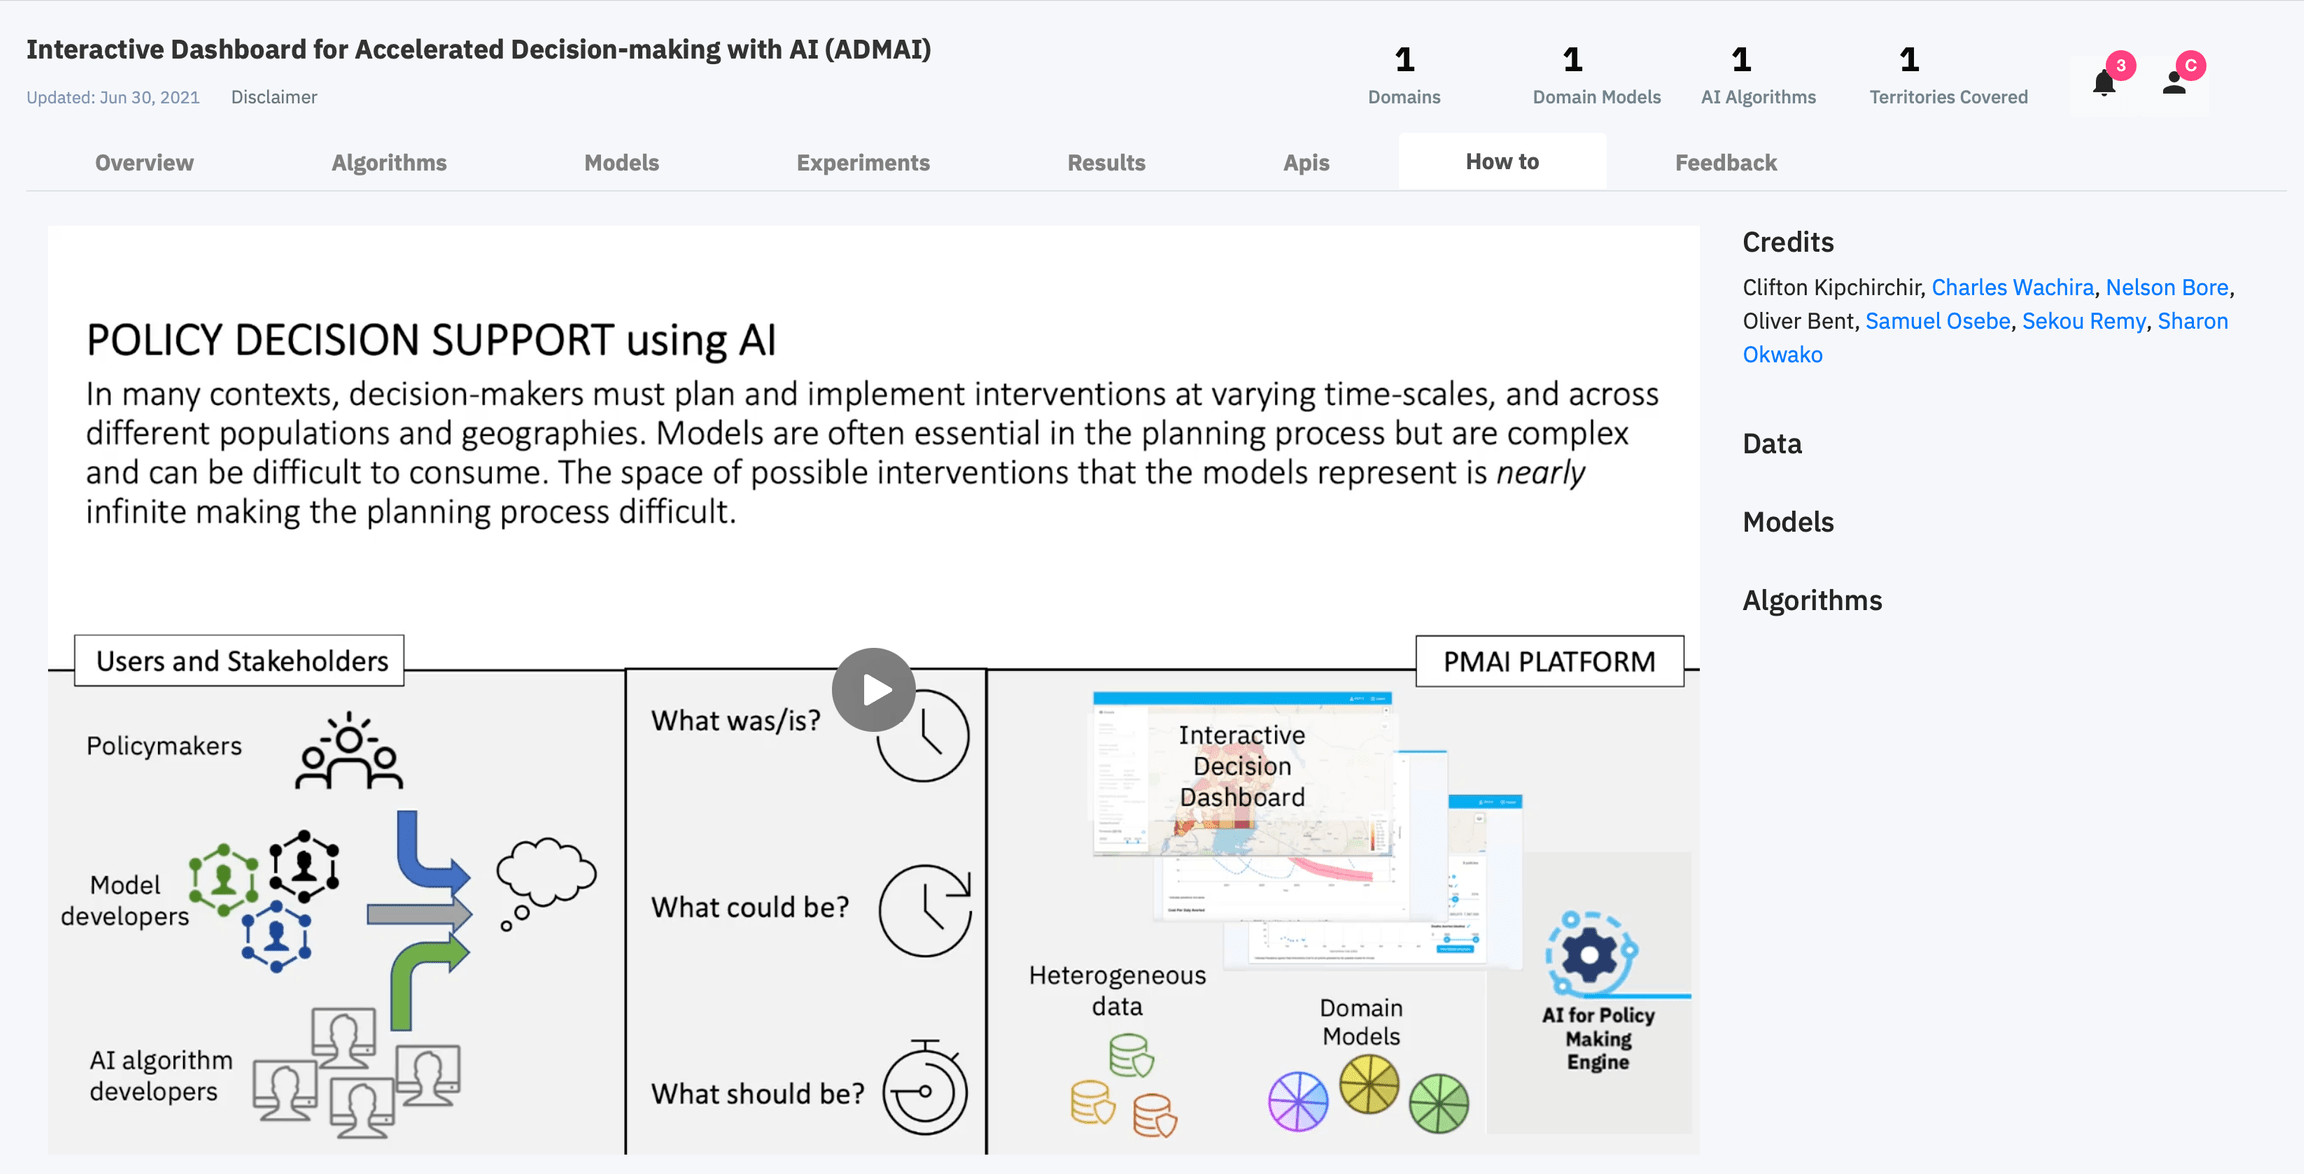 Interactive Dashboard for Accelerated Decision-making with AI (ADMAI)
Updated: Jun 30, 2021 Disclaimer
1 Domains
1 Domain Models
1 AI Algorithms
1 Territories Covered
3
C
Overview Algorithms Models Experiments Results Apis How to Feedback
POLICY DECISION SUPPORT using AI
In many contexts, decision-makers must plan and implement interventions at varying time-scales, and across
different populations and geographies. Models are often essential in the planning process but are complex
and can be difficult to consume. The space of possible interventions that the models represent is nearly
infinite making the planning process difficult.
Users and Stakeholders
Policymakers
Model
developers
AI algorithm
developers
What was/is?
What could be?
What should be?
PMAI PLATFORM
Interactive
Decision
Dashboard
Heterogeneous
data
Domain
Models
AI for Policy
Making
Engine
Credits
Clifton Kipchirchir, Charles Wachira, Nelson Bore,
Oliver Bent, Samuel Osebe, Sekou Remy, Sharon
Okwako
Data
Models
Algorithms